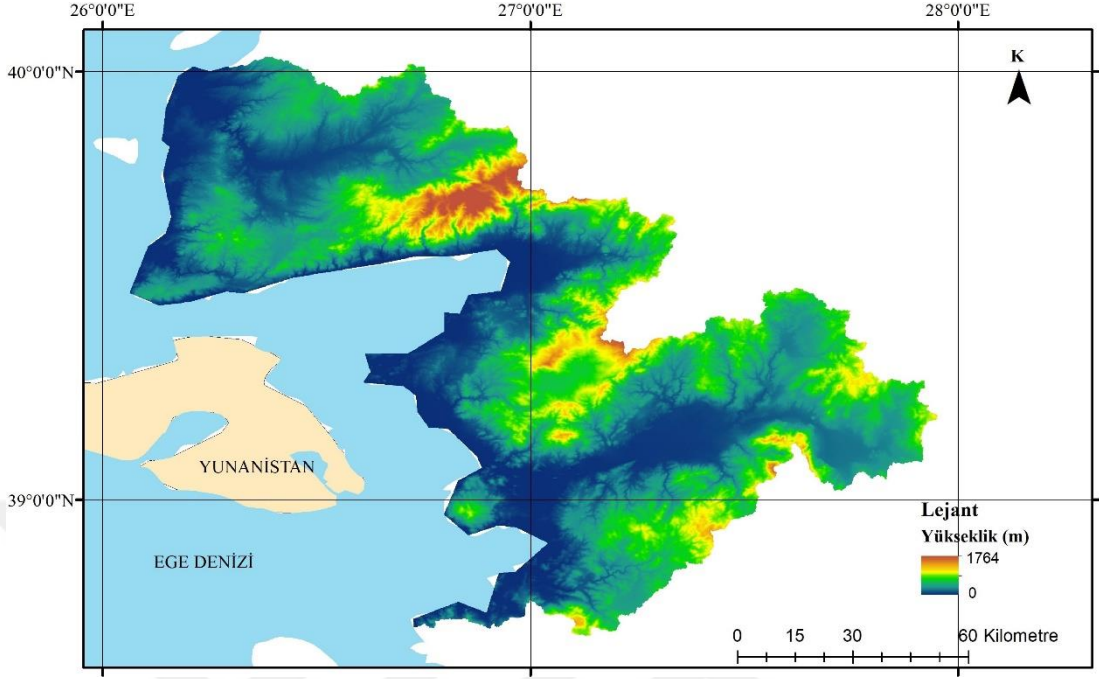 26°0'0"E
27°0'0"E
28°0'0"E
40°0'0"N
K
YUNANİSTAN
39°0'0"N
EGE DENİZİ
Lejant
Yükseklik (m)
1764
0
0 15 30 60 Kilometre